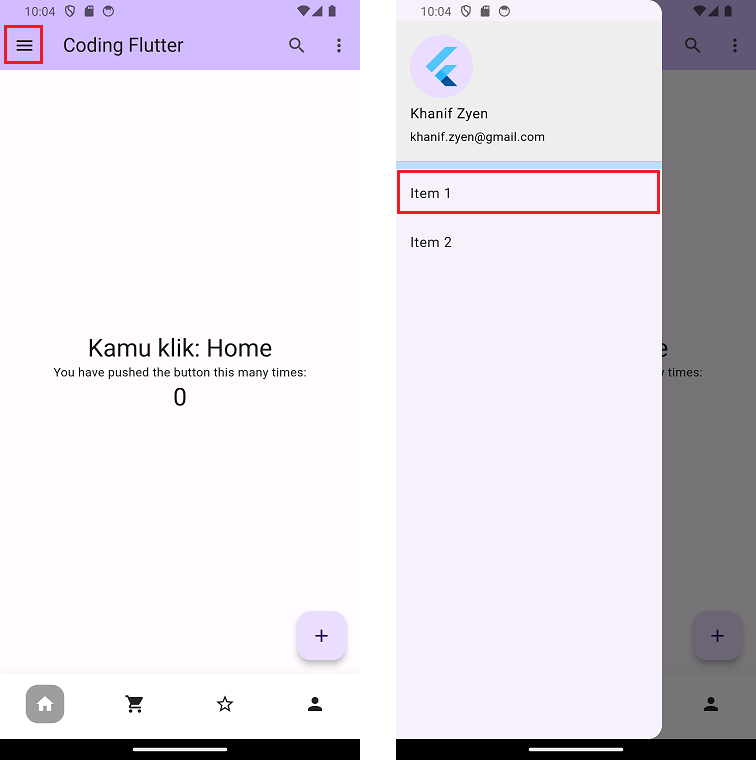 10:04
Coding Flutter
Kamu klik: Home
You have pushed the button this many times:
0
10:04
Khanif Zyen
khanif.zyen@gmail.com
Item 1
Item 2
e
times: